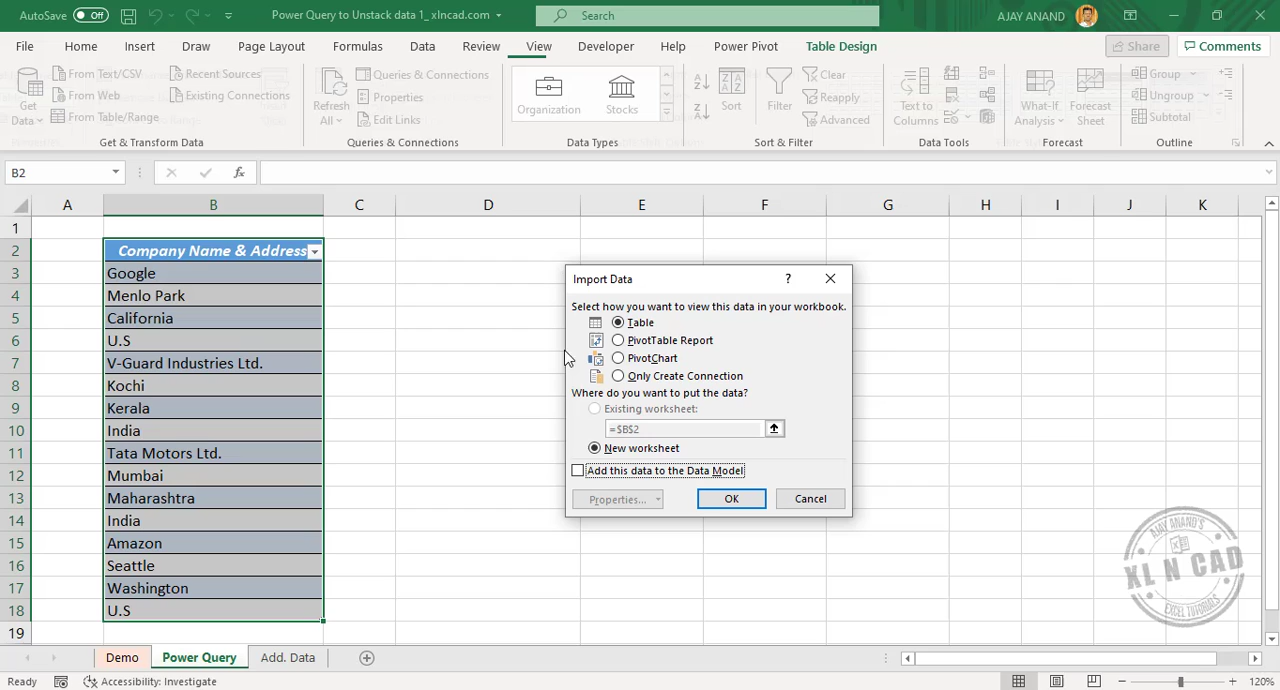 AutoSave Off Power Query to Unstack data 1_ xlncad.com Search AJAY ANAND
File Home Insert Draw Page Layout Formulas Data Review View Developer Help Power Pivot Table Design Share Comments
Get Data
From Text/CSV
From Web
From Table/Range
Recent Sources
Existing Connections
Get & Transform Data
Refresh All
Queries & Connections
Properties
Edit Links
Queries & Connections
Organization
Stocks
Data Types
Sort
Filter
Clear
Reapply
Advanced
Sort & Filter
Text to Columns
Data Tools
What-If Analysis
Forecast Sheet
Forecast
Group
Ungroup
Subtotal
Outline
B2 fx
A B C D E F G H I J K
1
2 Company Name & Address
3 Google
4 Menlo Park
5 California
6 U.S
7 V-Guard Industries Ltd.
8 Kochi
9 Kerala
10 India
11 Tata Motors Ltd.
12 Mumbai
13 Maharashtra
14 India
15 Amazon
16 Seattle
17 Washington
18 U.S
19
Import Data ?
Select how you want to view this data in your workbook.
Table
PivotTable Report
PivotChart
Only Create Connection
Where do you want to put the data?
Existing worksheet:
=$B$2
New worksheet
Add this data to the Data Model
Properties... OK Cancel
AJAY ANAND'S
XL N CAD
EXCEL TUTORIALS
Demo Power Query Add. Data
Ready Accessibility: Investigate 120%